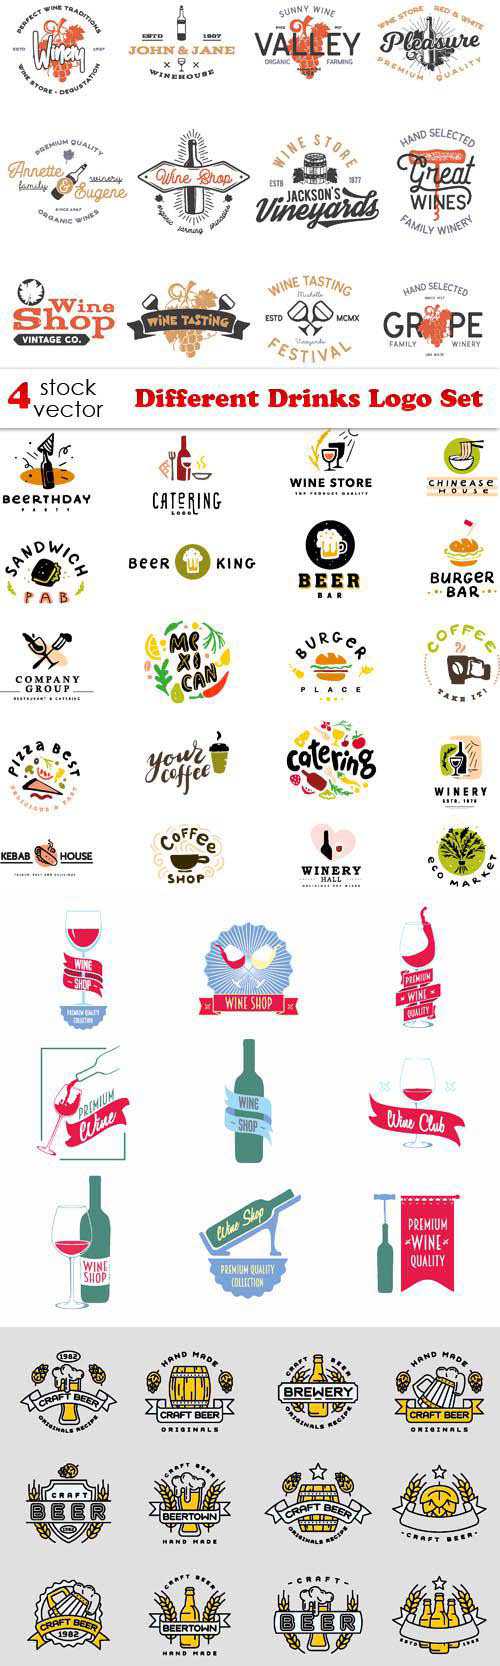 PERFECT WINE TRADITIONS
ESTD Winery 1927
WINE STORE • DEGUSTATION
ESTD 1987
JOHN & JANE
WINEHOUSE
SUNNY WINE
VALLEY
ORGANIC FARMING
WINE STORE RED & WHITE
Pleasure
PREMIUM QUALITY
PREMIUM QUALITY
Annette
family & winery
Eugene
SINCE 1967
ORGANIC WINES
Wine Shop
organic farming
WINE STORE
ESTB 1977
JACKSON'S
Vineyards
HAND SELECTED
Great
WINES
FAMILY WINERY
Wine
Shop
VINTAGE CO.
WINE TASTING
WINE TASTING
Michelle
ESTD MCMX
Vineyards
FESTIVAL
HAND SELECTED
SINCE 1917
GRAPE
FAMILY WINERY
4 stock
vector
Different Drinks Logo Set
BEERTHDAY
PARTY
CATERING
LOGO
WINE STORE
TOP PRODUCT QUALITY
CHINEASE
HOUSE
SANDWICH
PAB
BEER KING
BEER
BAR
BURGER
BAR
COMPANY
GROUP
RESTAURANT & CATERING
MEXICAN
BURGER
PLACE
COFFEE
TAKE IT!
PIZZA BEST
DELICIOUS & FAST
your
coffee
Catering
WINERY
ESTD. 1978
KEBAB HOUSE
COFFEE
SHOP
WINERY
HALL
ECO MARKET
WINE
SHOP
PREMIUM QUALITY
COLLECTION
WINE SHOP
PREMIUM
WINE
QUALITY
PREMIUM
Wine
WINE
SHOP
Wine Club
WINE
SHOP
Wine Shop
PREMIUM QUALITY
COLLECTION
PREMIUM
WINE
QUALITY
1982
CRAFT BEER
ORIGINALS RECIPE
HAND MADE
CRAFT BEER
ORIGINALS
CRAFT BEER
BREWERY
ORIGINALS RECIPE
HAND MADE
CRAFT BEER
ORIGINALS
CRAFT
BEER
1982
CRAFT BEER
BEERTOWN
HAND MADE
CRAFT BEER
ORIGINALS RECIPE
-CRAFT BEER-
CRAFT BEER
1982
CRAFT BEER
BEERTOWN
HAND MADE
-CRAFT-
BEER
ESTD 1982